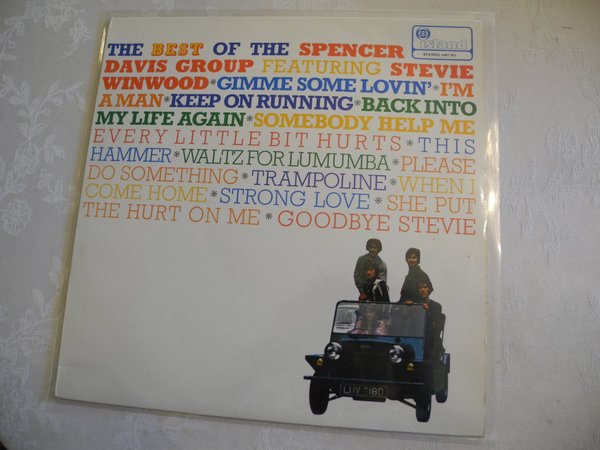 island
THE BEST OF THE SPENCER
DAVIS GROUP FEATURING STEVIE
WINWOOD*GIMME SOME LOVIN'*I'M
A MAN*KEEP ON RUNNING*BACK INTO
MY LIFE AGAIN*SOMEBODY HELP ME
EVERY LITTLE BIT HURTS*THIS
HAMMER*WALTZ FOR LUMUMBA*PLEASE
DO SOMETHING*TRAMPOLINE*WHEN I
COME HOME*STRONG LOVE*SHE PUT
THE HURT ON ME*GOODBYE STEVIE